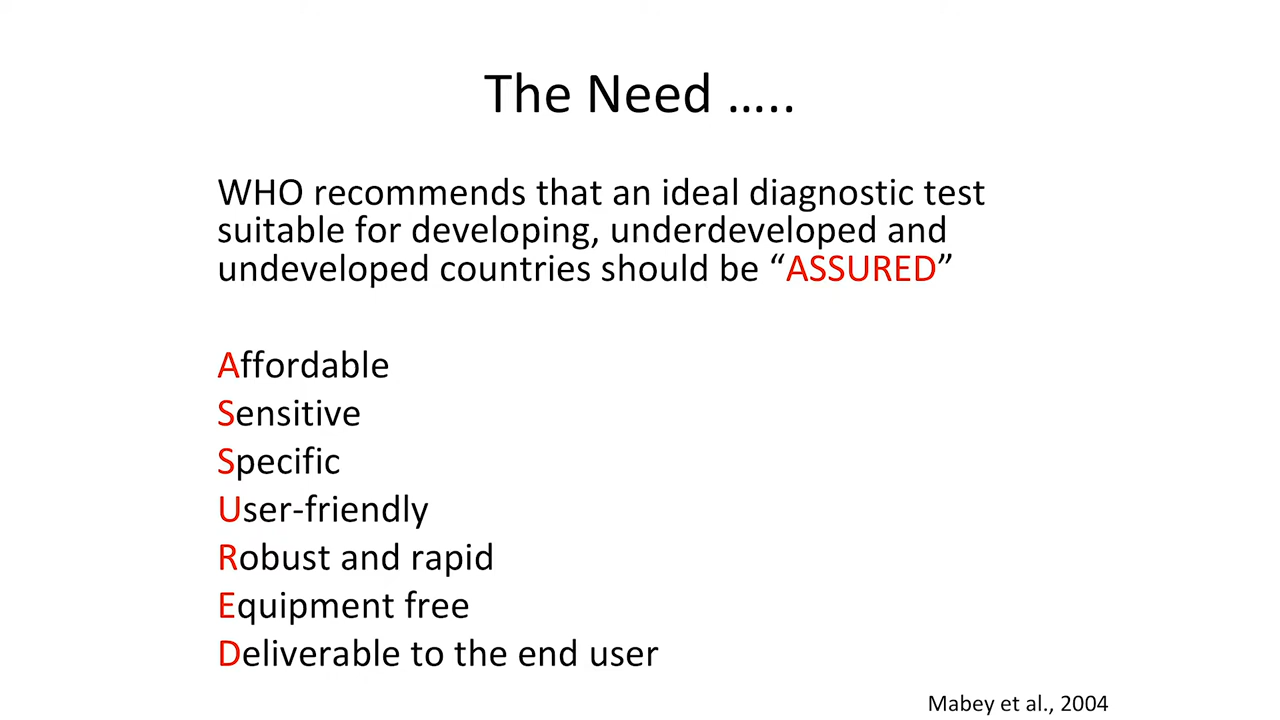 The Need …..
WHO recommends that an ideal diagnostic test
suitable for developing, underdeveloped and
undeveloped countries should be “ASSURED”
Affordable
Sensitive
Specific
User-friendly
Robust and rapid
Equipment free
Deliverable to the end user
Mabey et al., 2004